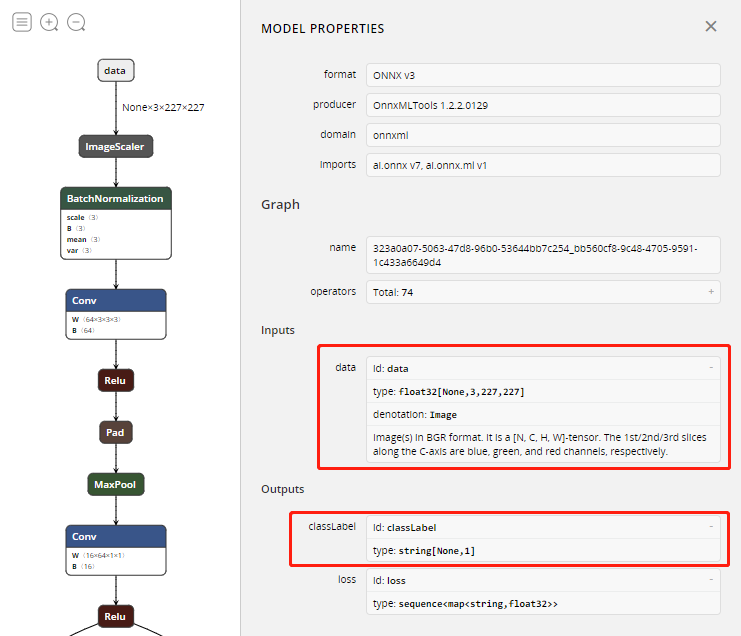 data
None×3×227×227
ImageScaler
BatchNormalization
scale ⟨3⟩
B ⟨3⟩
mean ⟨3⟩
var ⟨3⟩
Conv
W ⟨64×3×3×3⟩
B ⟨64⟩
Relu
Pad
MaxPool
Conv
W ⟨16×64×1×1⟩
B ⟨16⟩
Relu
MODEL PROPERTIES
format
ONNX v3
producer
OnnxMLTools 1.2.2.0129
domain
onnxml
imports
ai.onnx v7, ai.onnx.ml v1
Graph
name
323a0a07-5063-47d8-96b0-53644bb7c254_bb560cf8-9c48-4705-9591-
1c433a6649d4
operators
Total: 74
+
Inputs
data
id: data
-
type: float32[None,3,227,227]
denotation: Image
Image(s) in BGR format. It is a [N, C, H, W]-tensor. The 1st/2nd/3rd slices
along the C-axis are blue, green, and red channels, respectively.
Outputs
classLabel
id: classLabel
-
type: string[None,1]
loss
id: loss
-
type: sequence<map<string,float32>>